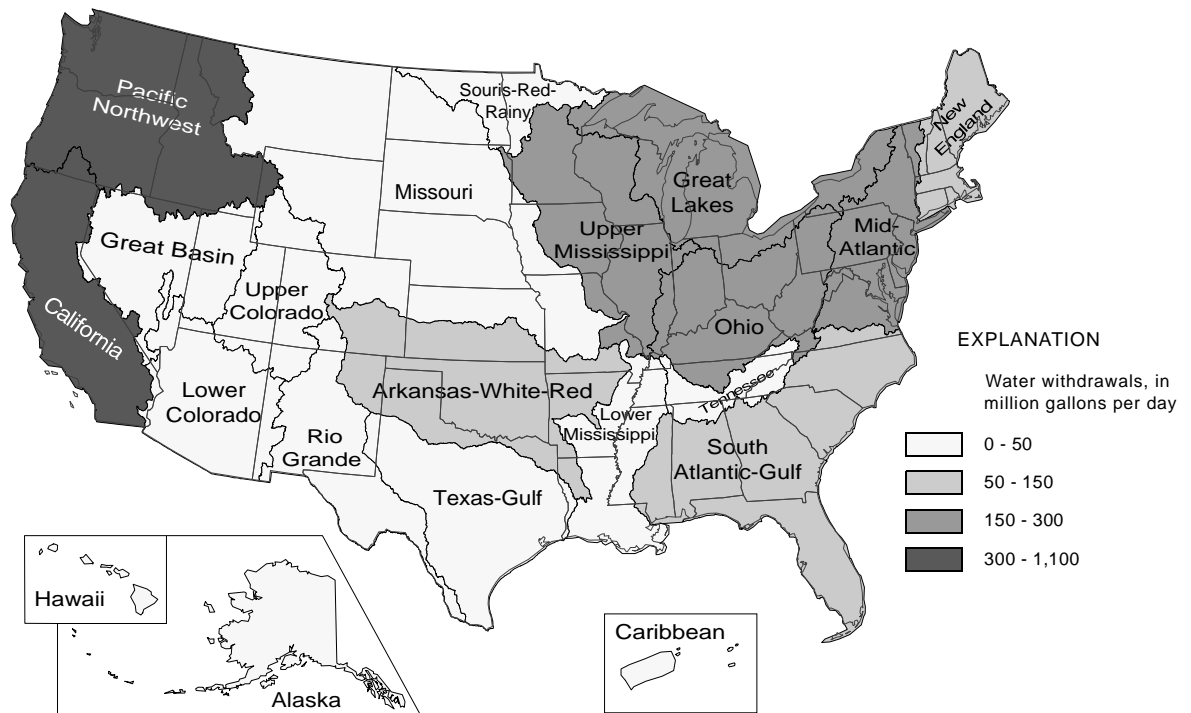 Pacific
Northwest
Souris-Red-
Rainy
New
England
Missouri
Great
Lakes
Upper
Mississippi
Mid-
Atlantic
Great Basin
Upper
Colorado
California
Ohio
Lower
Colorado
Arkansas-White-Red
Tennessee
Lower
Mississippi
Rio
Grande
South
Atlantic-Gulf
Texas-Gulf
Hawaii
Alaska
Caribbean
EXPLANATION
Water withdrawals, in
million gallons per day
0 - 50
50 - 150
150 - 300
300 - 1,100